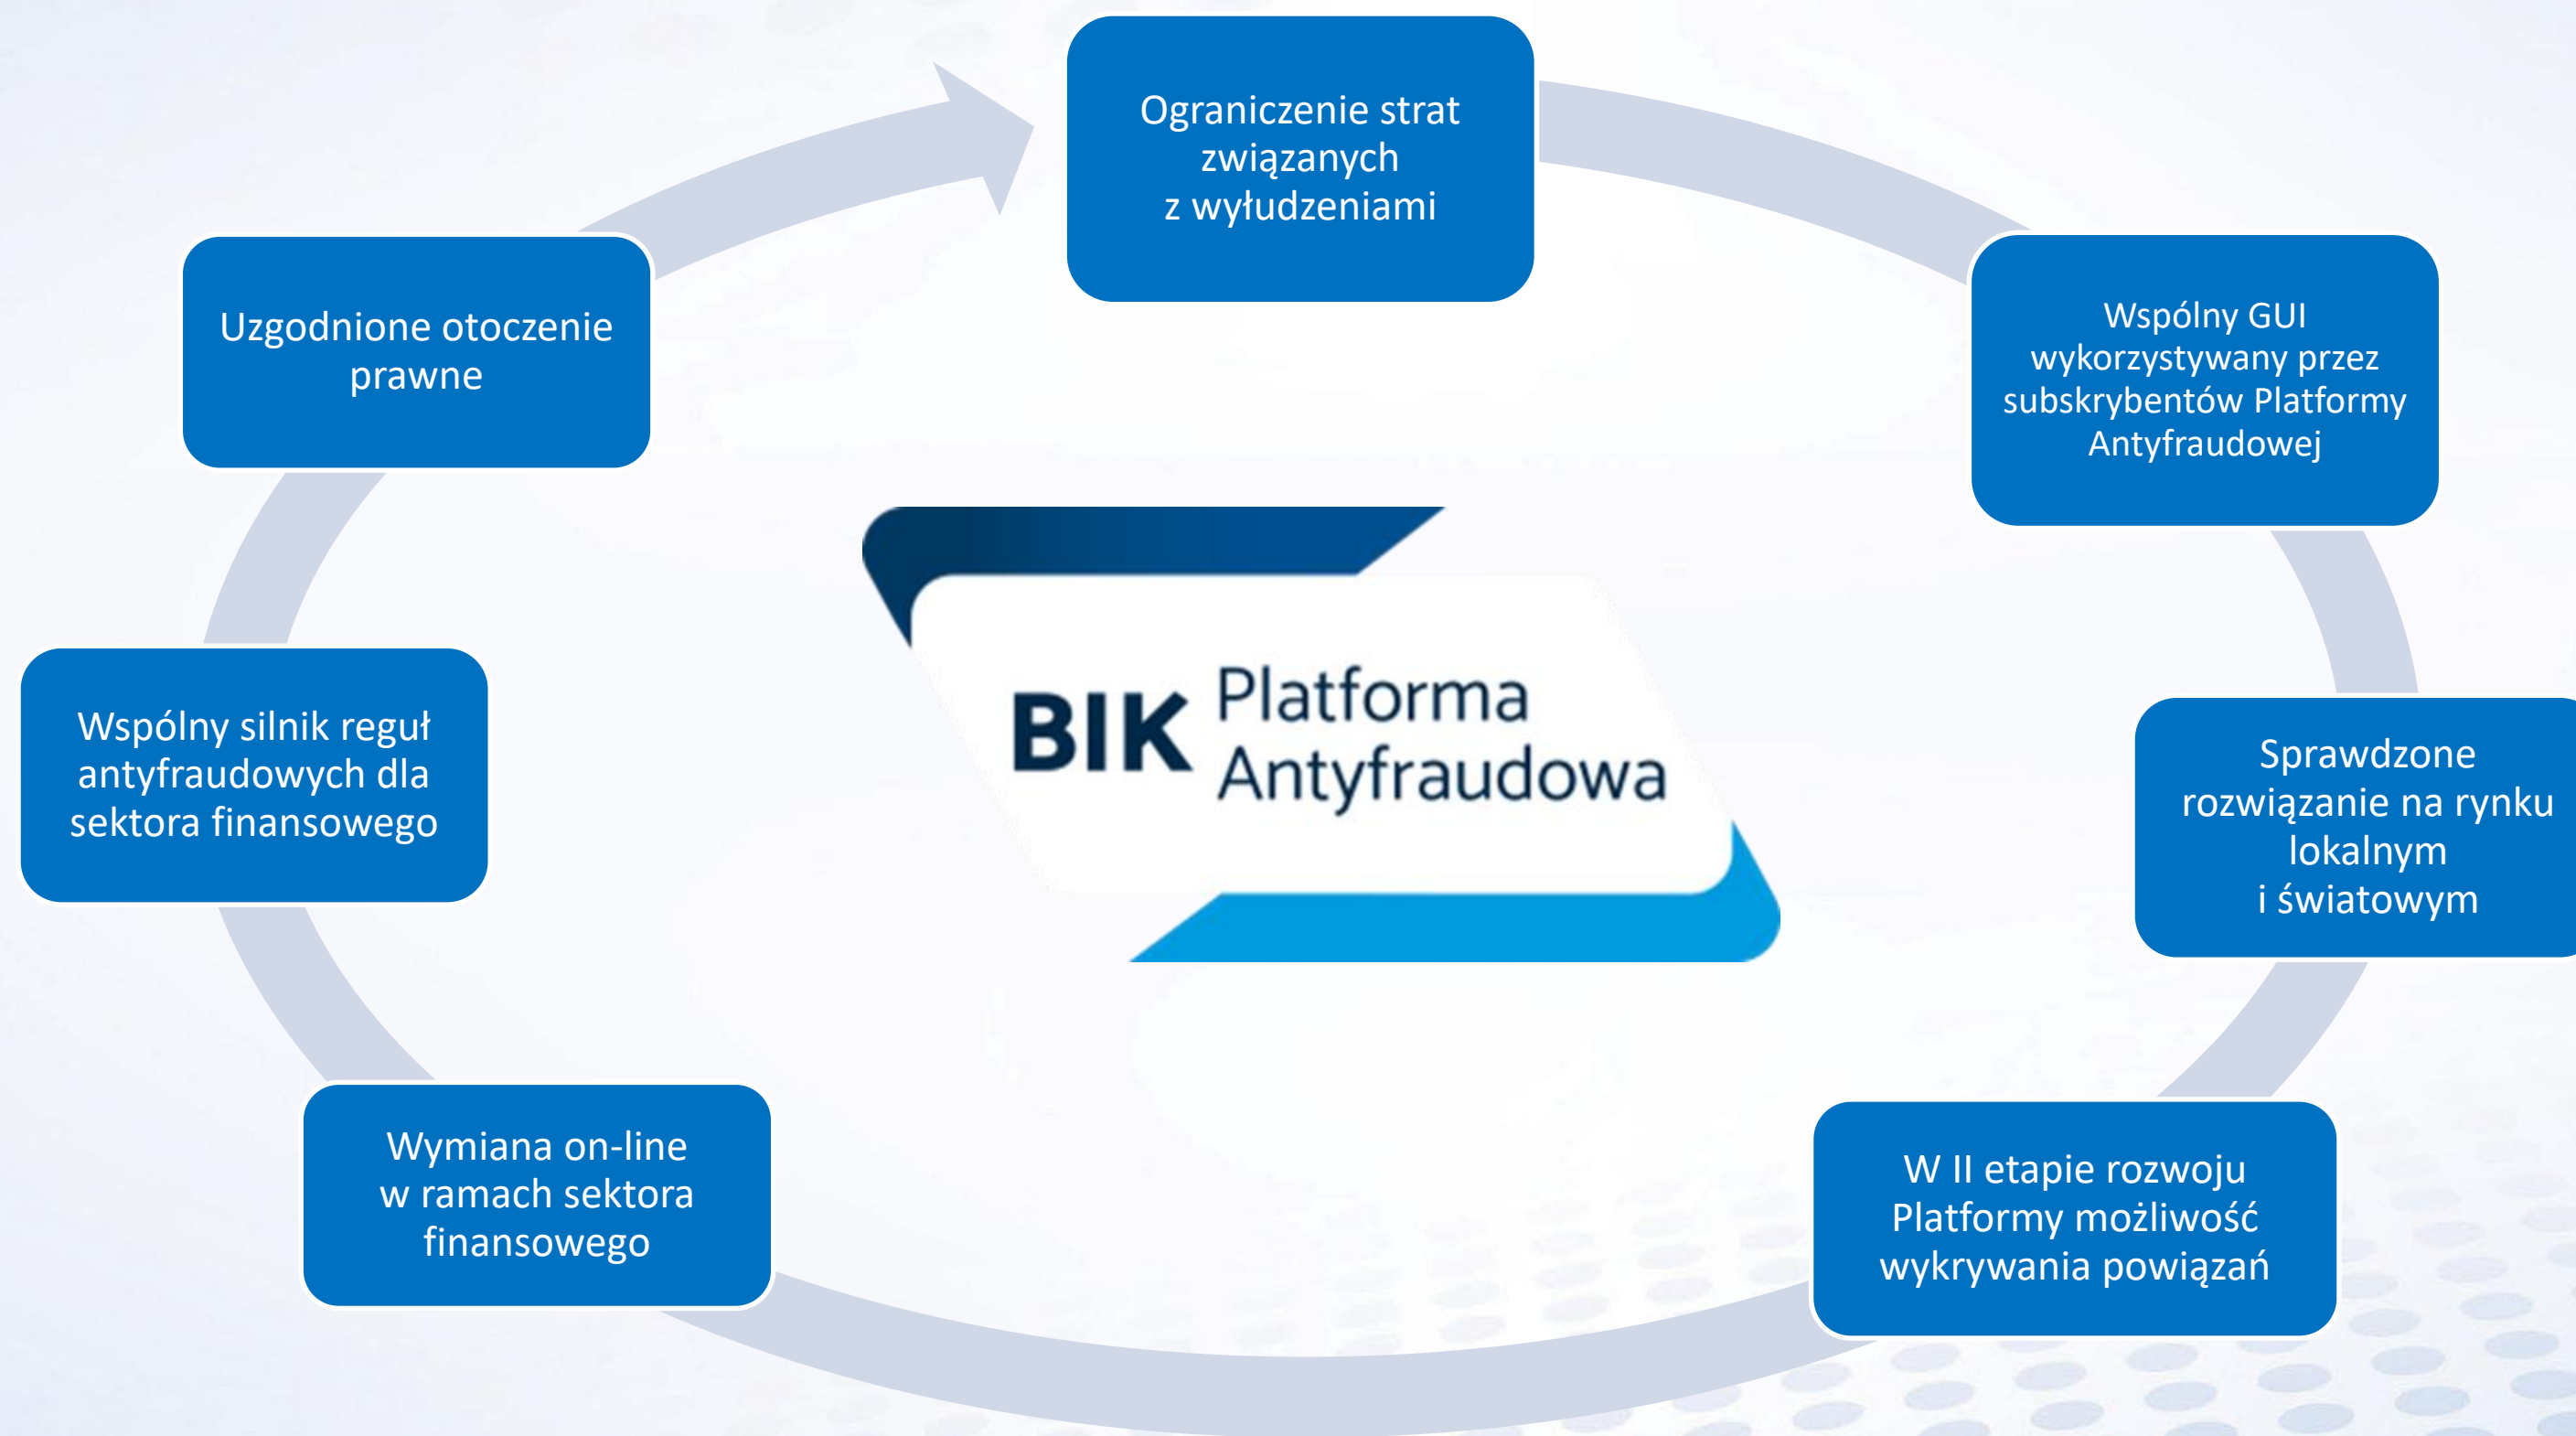 Ograniczenie strat
związanych
z wyłudzeniami
Wspólny GUI
wykorzystywany przez
subskrybentów Platformy
Antyfraudowej
Sprawdzone
rozwiązanie na rynku
lokalnym
i światowym
W II etapie rozwoju
Platformy możliwość
wykrywania powiązań
Wymiana on-line
w ramach sektora
finansowego
Wspólny silnik reguł
antyfraudowych dla
sektora finansowego
Uzgodnione otoczenie
prawne
BIK Platforma
Antyfraudowa